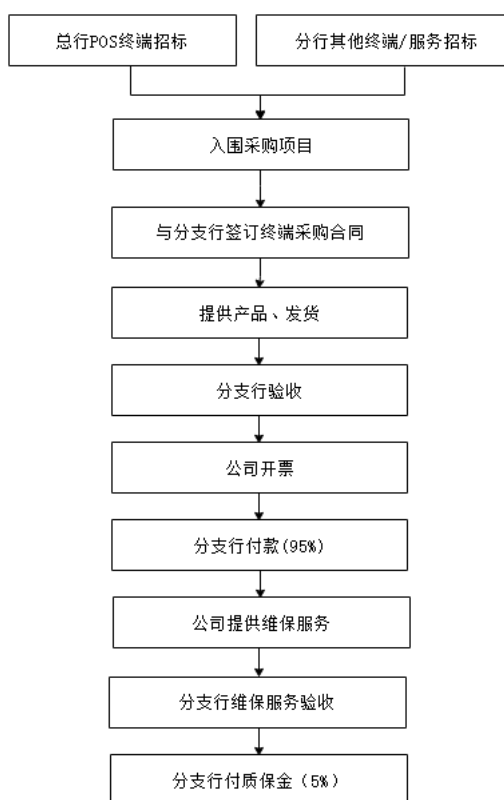 总行POS终端招标
分行其他终端/服务招标
入围采购项目
与分支行签订终端采购合同
提供产品、发货
分支行验收
公司开票
分支行付款(95%)
公司提供维保服务
分支行维保服务验收
分支行付质保金（5%）